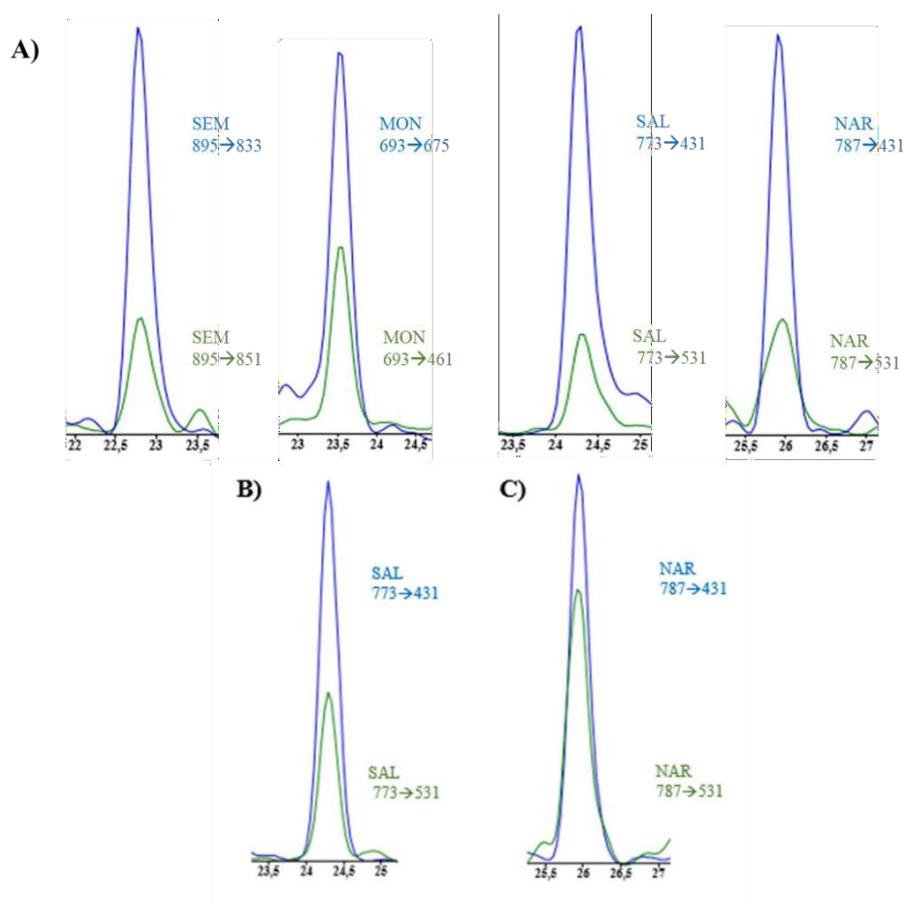 A)
SEM
895→833
SEM
895→851
22 22,5 23 23,5
MON
693→675
MON
693→461
23 23,5 24 24,5
SAL
773→431
SAL
773→531
23,5 24 24,5 25
NAR
787→431
NAR
787→531
25,5 26 26,5 27
B)
SAL
773→431
SAL
773→531
23,5 24 24,5 25
C)
NAR
787→431
NAR
787→531
25,5 26 26,5 27